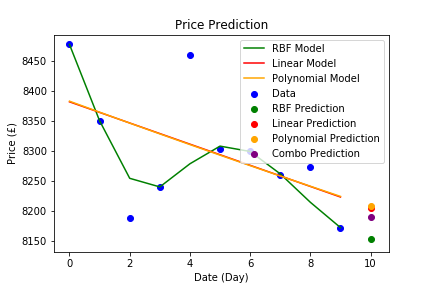 Price Prediction
8450
8400
8350
8300
8250
8200
8150
Price (£)
RBF Model
Linear Model
Polynomial Model
Data
RBF Prediction
Linear Prediction
Polynomial Prediction
Combo Prediction
0
2
4
6
8
10
Date (Day)